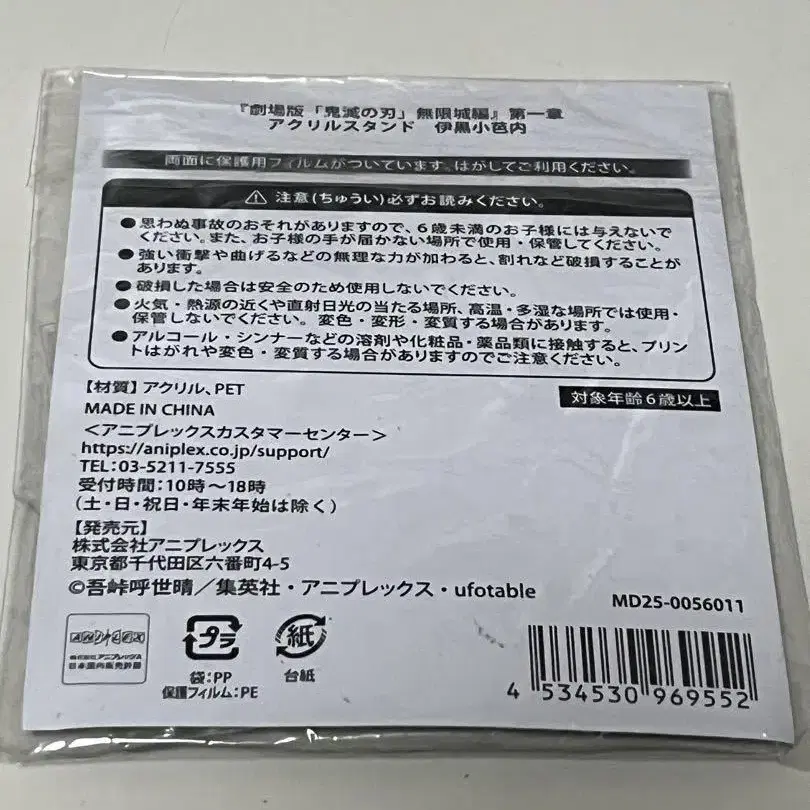 『劇場版「鬼滅の刃」無限城編』第一章
アクリルスタンド 伊黒小芭内
両面に保護用フィルムがついています。はがしてご利用ください。
⚠ 注意(ちゅうい)必ずお読みください。
●思わぬ事故のおそれがありますので、6歳未満のお子様には与えないで
ください。また、お子様の手が届かない場所で使用・保管してください。
●強い衝撃や曲げるなどの無理な力が加わると、割れなど破損することが
あります。
●破損した場合は安全のため使用しないでください。
●火気・熱源の近くや直射日光の当たる場所、高温・多湿な場所では使用・
保管しないでください。変色・変形・変質する場合があります。
●アルコール・シンナーなどの溶剤や化粧品・薬品類に接触すると、プリン
トはがれや変色・変質する場合がありますのでご注意ください。
【材質】アクリル、PET
対象年齢6歳以上
MADE IN CHINA
<アニプレックスカスタマーセンター>
https://aniplex.co.jp/support/
TEL:03-5211-7555
受付時間:10時〜18時
(土・日・祝日・年末年始は除く)
【発売元】
株式会社アニプレックス
東京都千代田区六番町4-5
©吾峠呼世晴/集英社・アニプレックス・ufotable
MD25-0056011
ANIPLEX
株式会社アニプレックス
日本国内販売許諾
プラ
袋:PP
保護フィルム:PE
紙
台紙
4 534530 969552